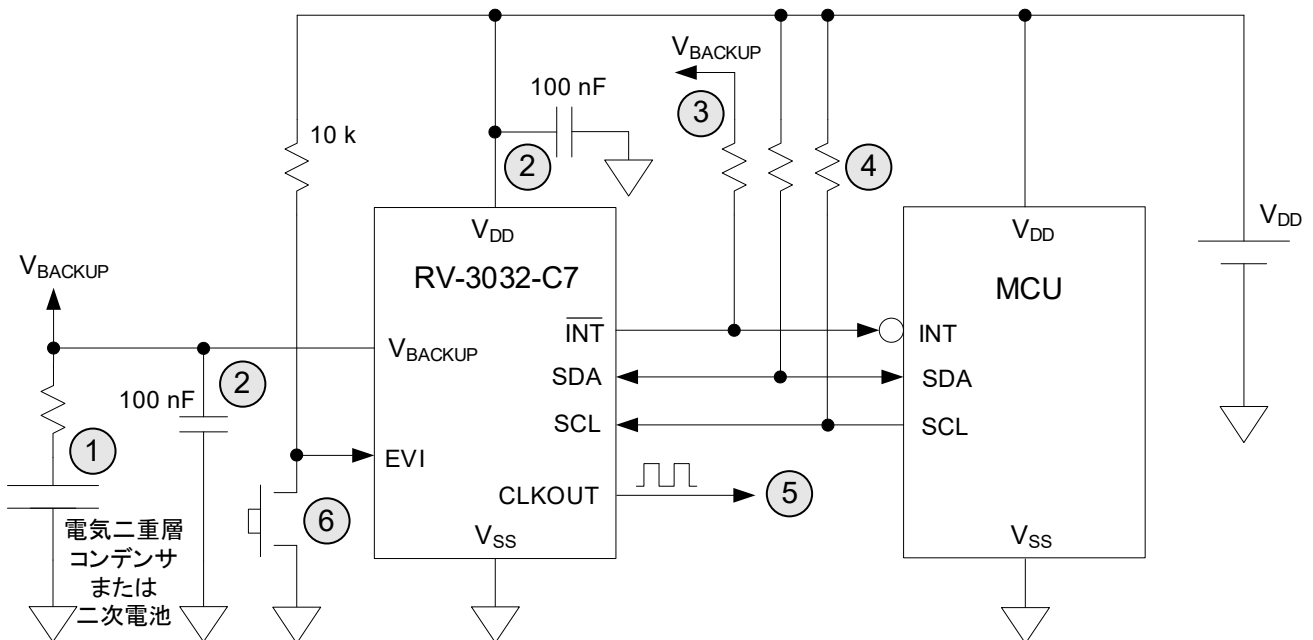 V_BACKUP
100 nF
3
10 k
2
4
V_DD
V_DD
V_DD
V_BACKUP
RV-3032-C7
MCU
INT
INT
V_BACKUP
SDA
SDA
2
100 nF
SCL
SCL
1
EVI
CLKOUT
5
6
電気二重層
コンデンサ
または
二次電池
V_SS
V_SS